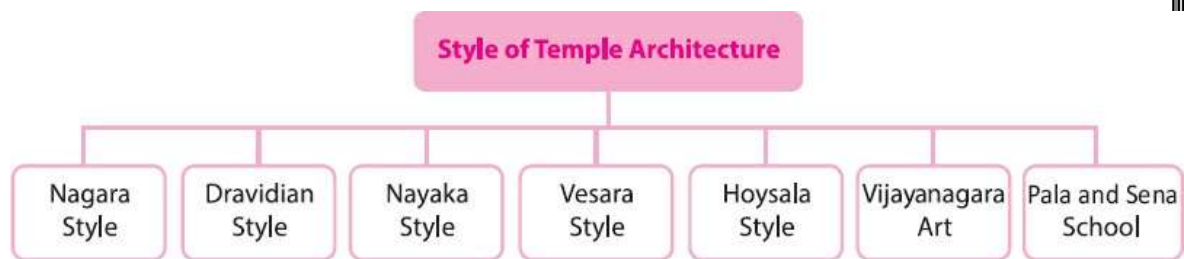 Style of Temple Architecture
Nagara
Style
Dravidian
Style
Nayaka
Style
Vesara
Style
Hoysala
Style
Vijayanagara
Art
Pala and Sena
School